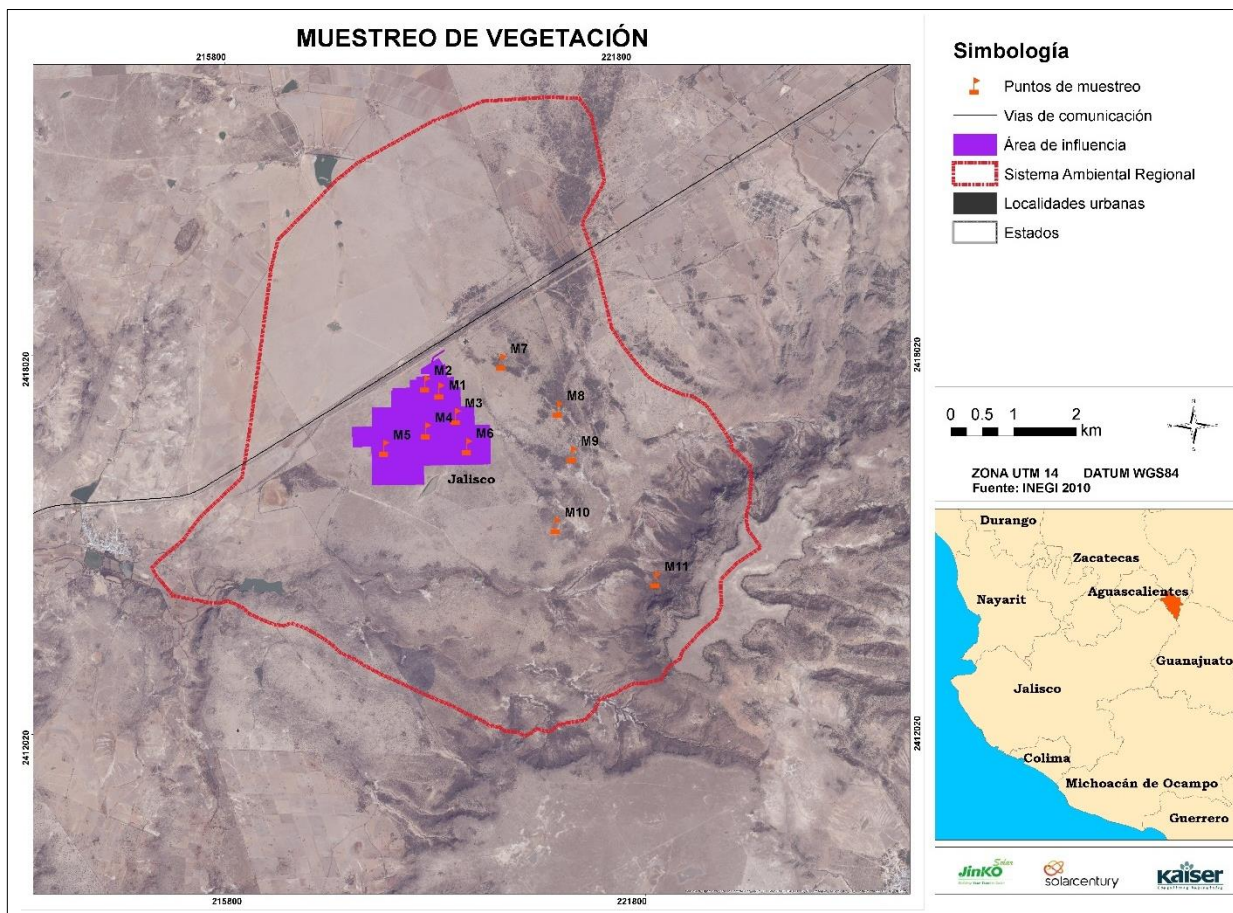 MUESTREO DE VEGETACIÓN
215800
221800
2418020
2418020
M7
M2
M1
M8
M3
M4
M5
M6
M9
Jalisco
M10
M11
2412020
2412020
215800
221800
Simbología
Puntos de muestreo
Vias de comunicación
Área de influencia
Sistema Ambiental Regional
Localidades urbanas
Estados
0 0.5 1 2
km
N
W E
S
ZONA UTM 14 DATUM WGS84
Fuente: INEGI 2010
Durango
Zacatecas
Nayarit
Aguascalientes
Guanajuato
Jalisco
Colima
Michoacán de Ocampo
Guerrero
JinKO Solar
solarcentury
Kaiser